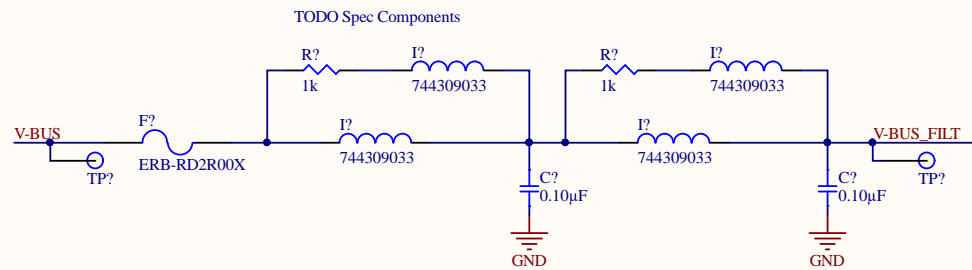 TODO Spec Components
R?
1k
I?
744309033
R?
1k
I?
744309033
V-BUS
F?
ERB-RD2R00X
TP?
I?
744309033
I?
744309033
V-BUS_FILT
TP?
C?
0.10µF
GND
C?
0.10µF
GND